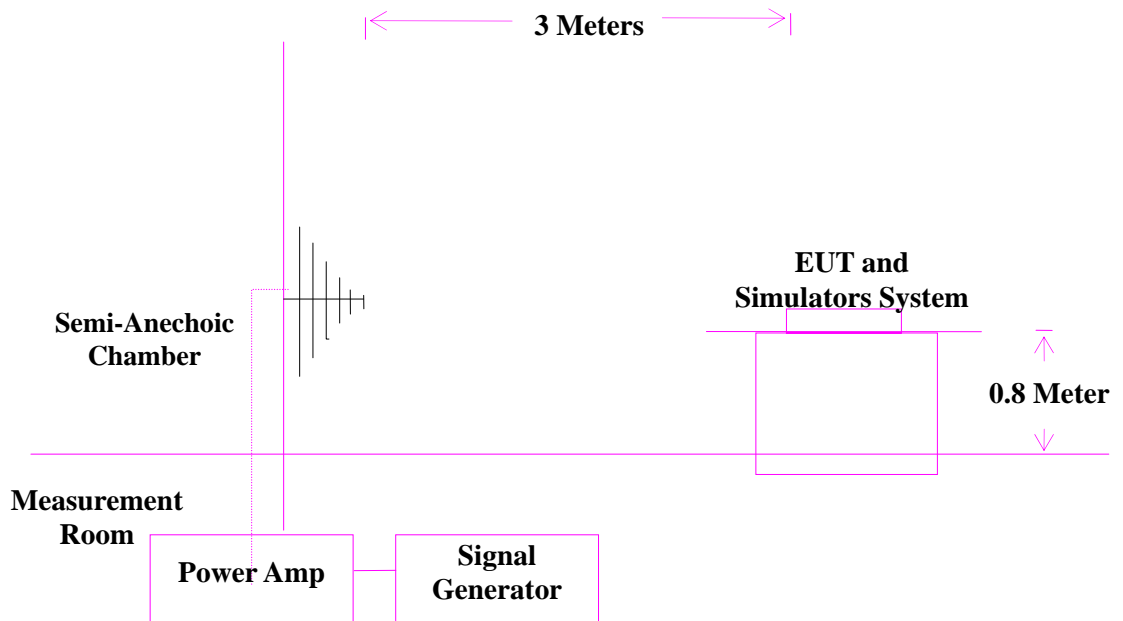 3 Meters
EUT and
Simulators System
Semi-Anechoic
Chamber
0.8 Meter
Measurement
Room
Power Amp
Signal
Generator